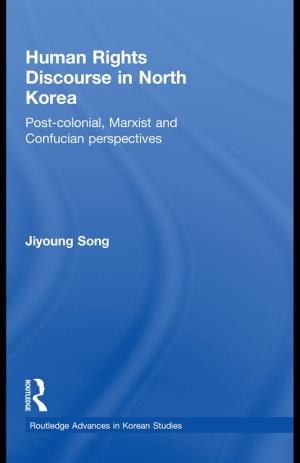 Human Rights
Discourse in North
Korea
Post-colonial, Marxist and
Confucian perspectives
Jiyoung Song
ROUTLEDGE
Routledge Advances in Korean Studies